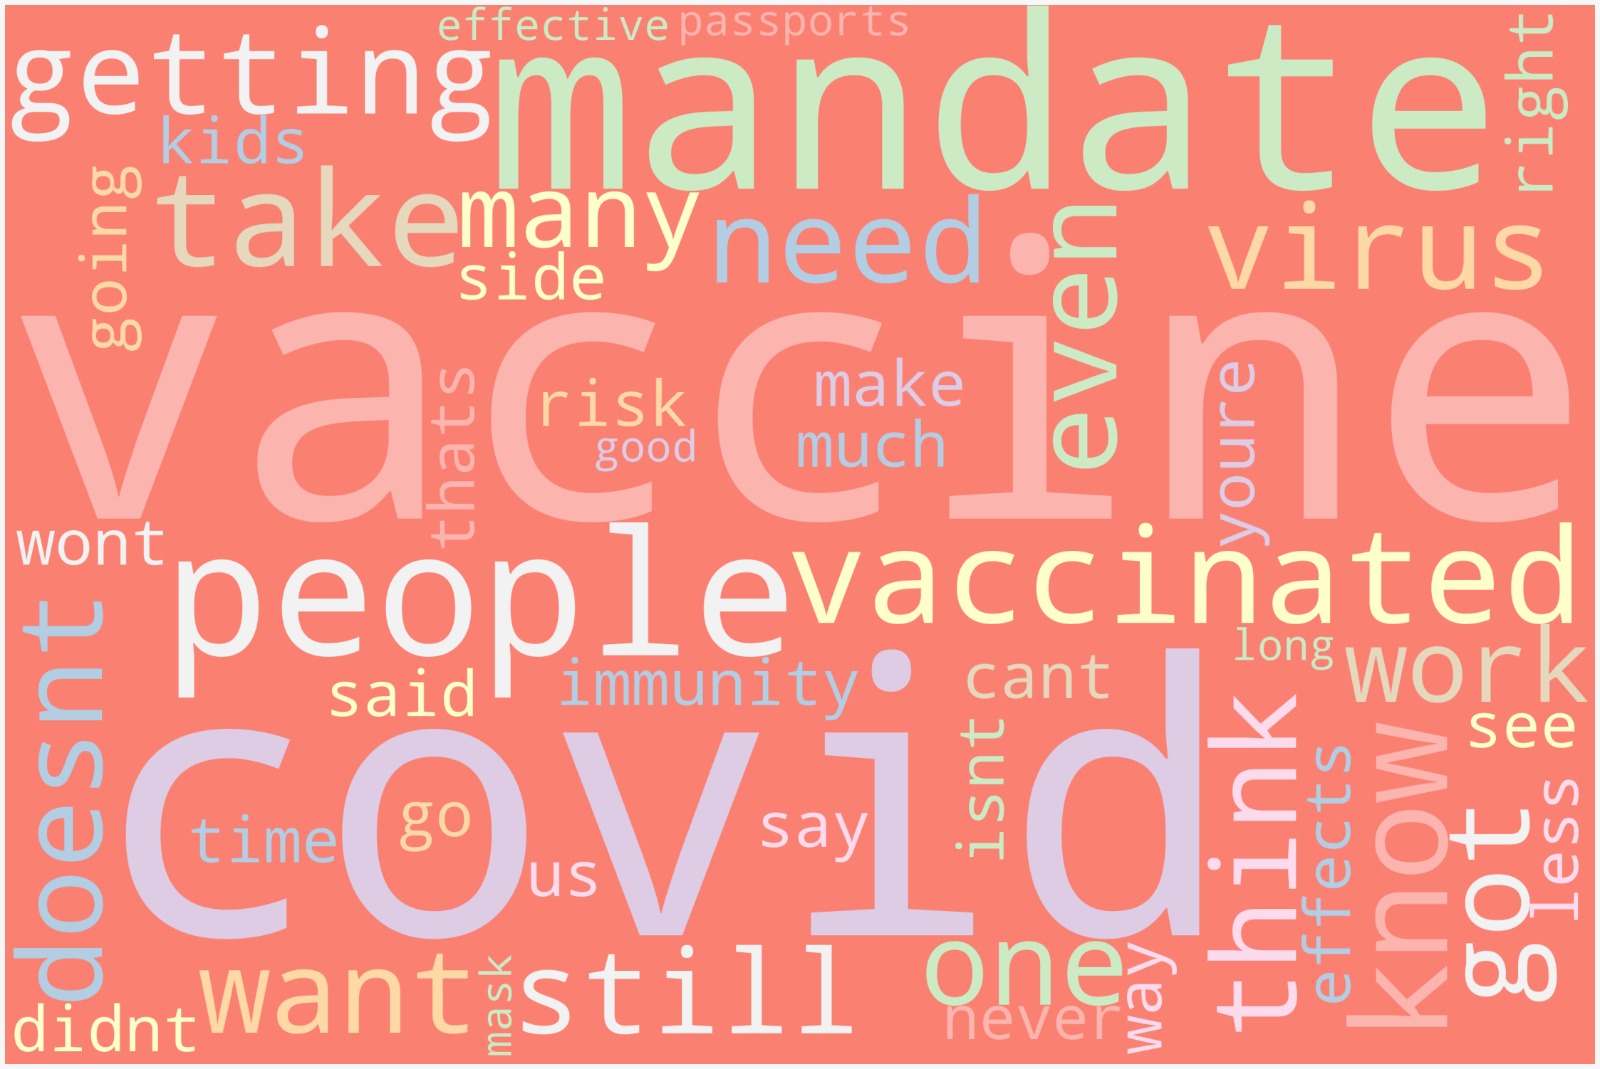 effective
passports
getting
mandate
right
kids
going
take
many
need
even
virus
side
vaccine
thats
risk
make
youre
good
much
wont
people
vaccinated
doesnt
said
immunity
cant
long
work
covid
isnt
think
know
see
effects
less
time
go
us
say
got
want
mask
still
one
way
never
didnt